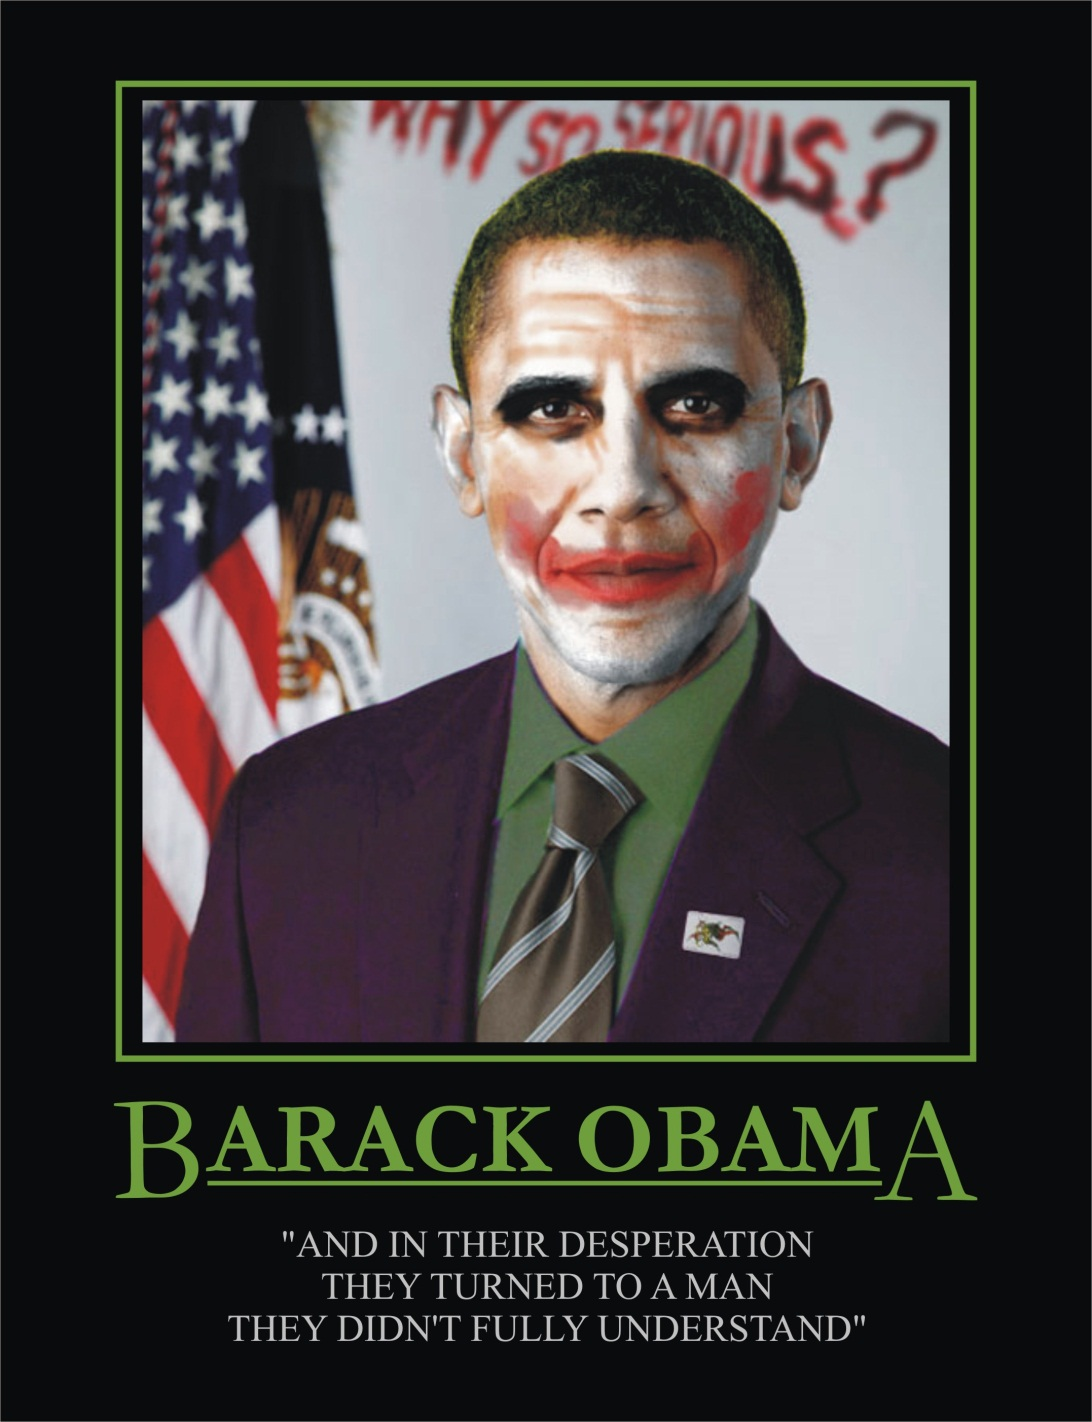 WHY SO SERIOUS?
BARACK OBAMA
"AND IN THEIR DESPERATION
THEY TURNED TO A MAN
THEY DIDN'T FULLY UNDERSTAND"